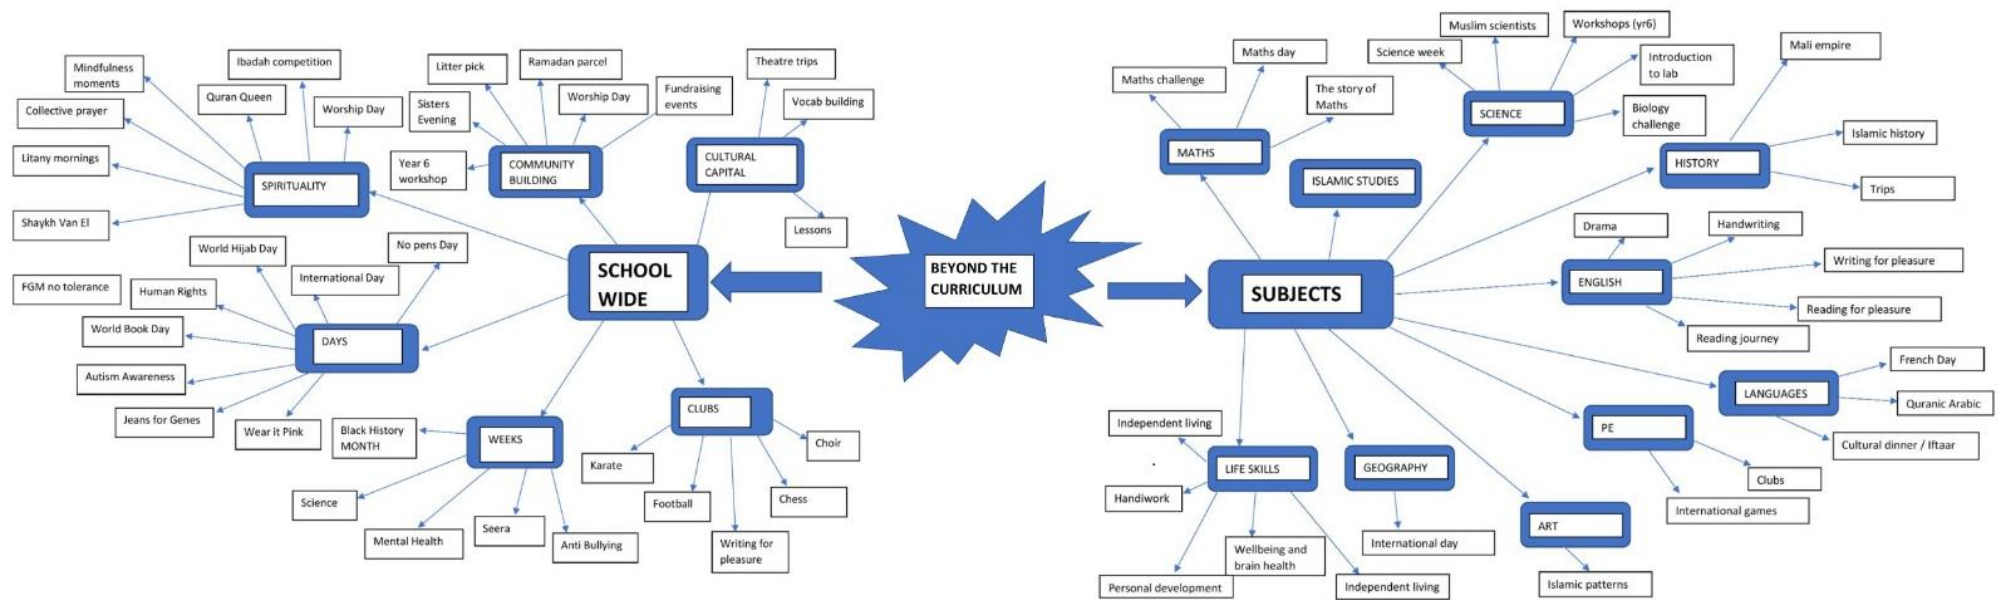 BEYOND THE
CURRICULUM
SCHOOL
WIDE
SPIRITUALITY
Mindfulness
moments
Collective prayer
Litany mornings
Shaykh Van El
Quran Queen
Ibadah competition
Worship Day
COMMUNITY
BUILDING
Litter pick
Ramadan parcel
Sisters
Evening
Worship Day
Fundraising
events
Year 6
workshop
CULTURAL
CAPITAL
Theatre trips
Vocab building
Lessons
DAYS
World Hijab Day
No pens Day
International Day
FGM no tolerance
Human Rights
World Book Day
Autism Awareness
Jeans for Genes
Wear it Pink
WEEKS
Black History
MONTH
Science
Mental Health
Seera
Anti Bullying
CLUBS
Karate
Football
Writing for
pleasure
Chess
Choir
SUBJECTS
MATHS
Maths challenge
Maths day
The story of
Maths
ISLAMIC STUDIES
SCIENCE
Science week
Muslim scientists
Workshops (yr6)
Introduction
to lab
Biology
challenge
HISTORY
Mali empire
Islamic history
Trips
ENGLISH
Drama
Handwriting
Writing for pleasure
Reading for pleasure
Reading journey
LANGUAGES
French Day
Quranic Arabic
Cultural dinner / Iftaar
PE
Clubs
International games
ART
Islamic patterns
GEOGRAPHY
International day
LIFE SKILLS
Independent living
Handiwork
Personal development
Wellbeing and
brain health
Independent living